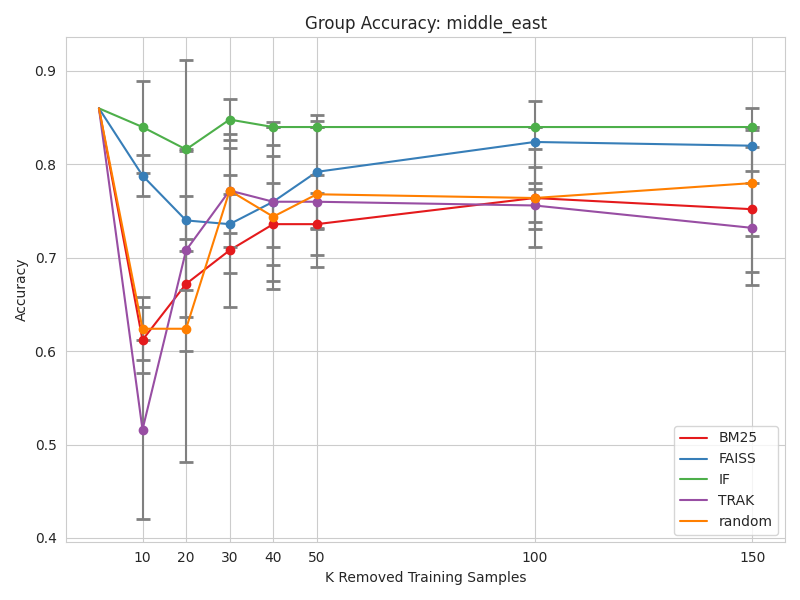 Group Accuracy: middle_east
0.9
0.8
0.7
0.6
0.5
0.4
Accuracy
10 20 30 40 50 100 150
K Removed Training Samples
BM25
FAISS
IF
TRAK
random